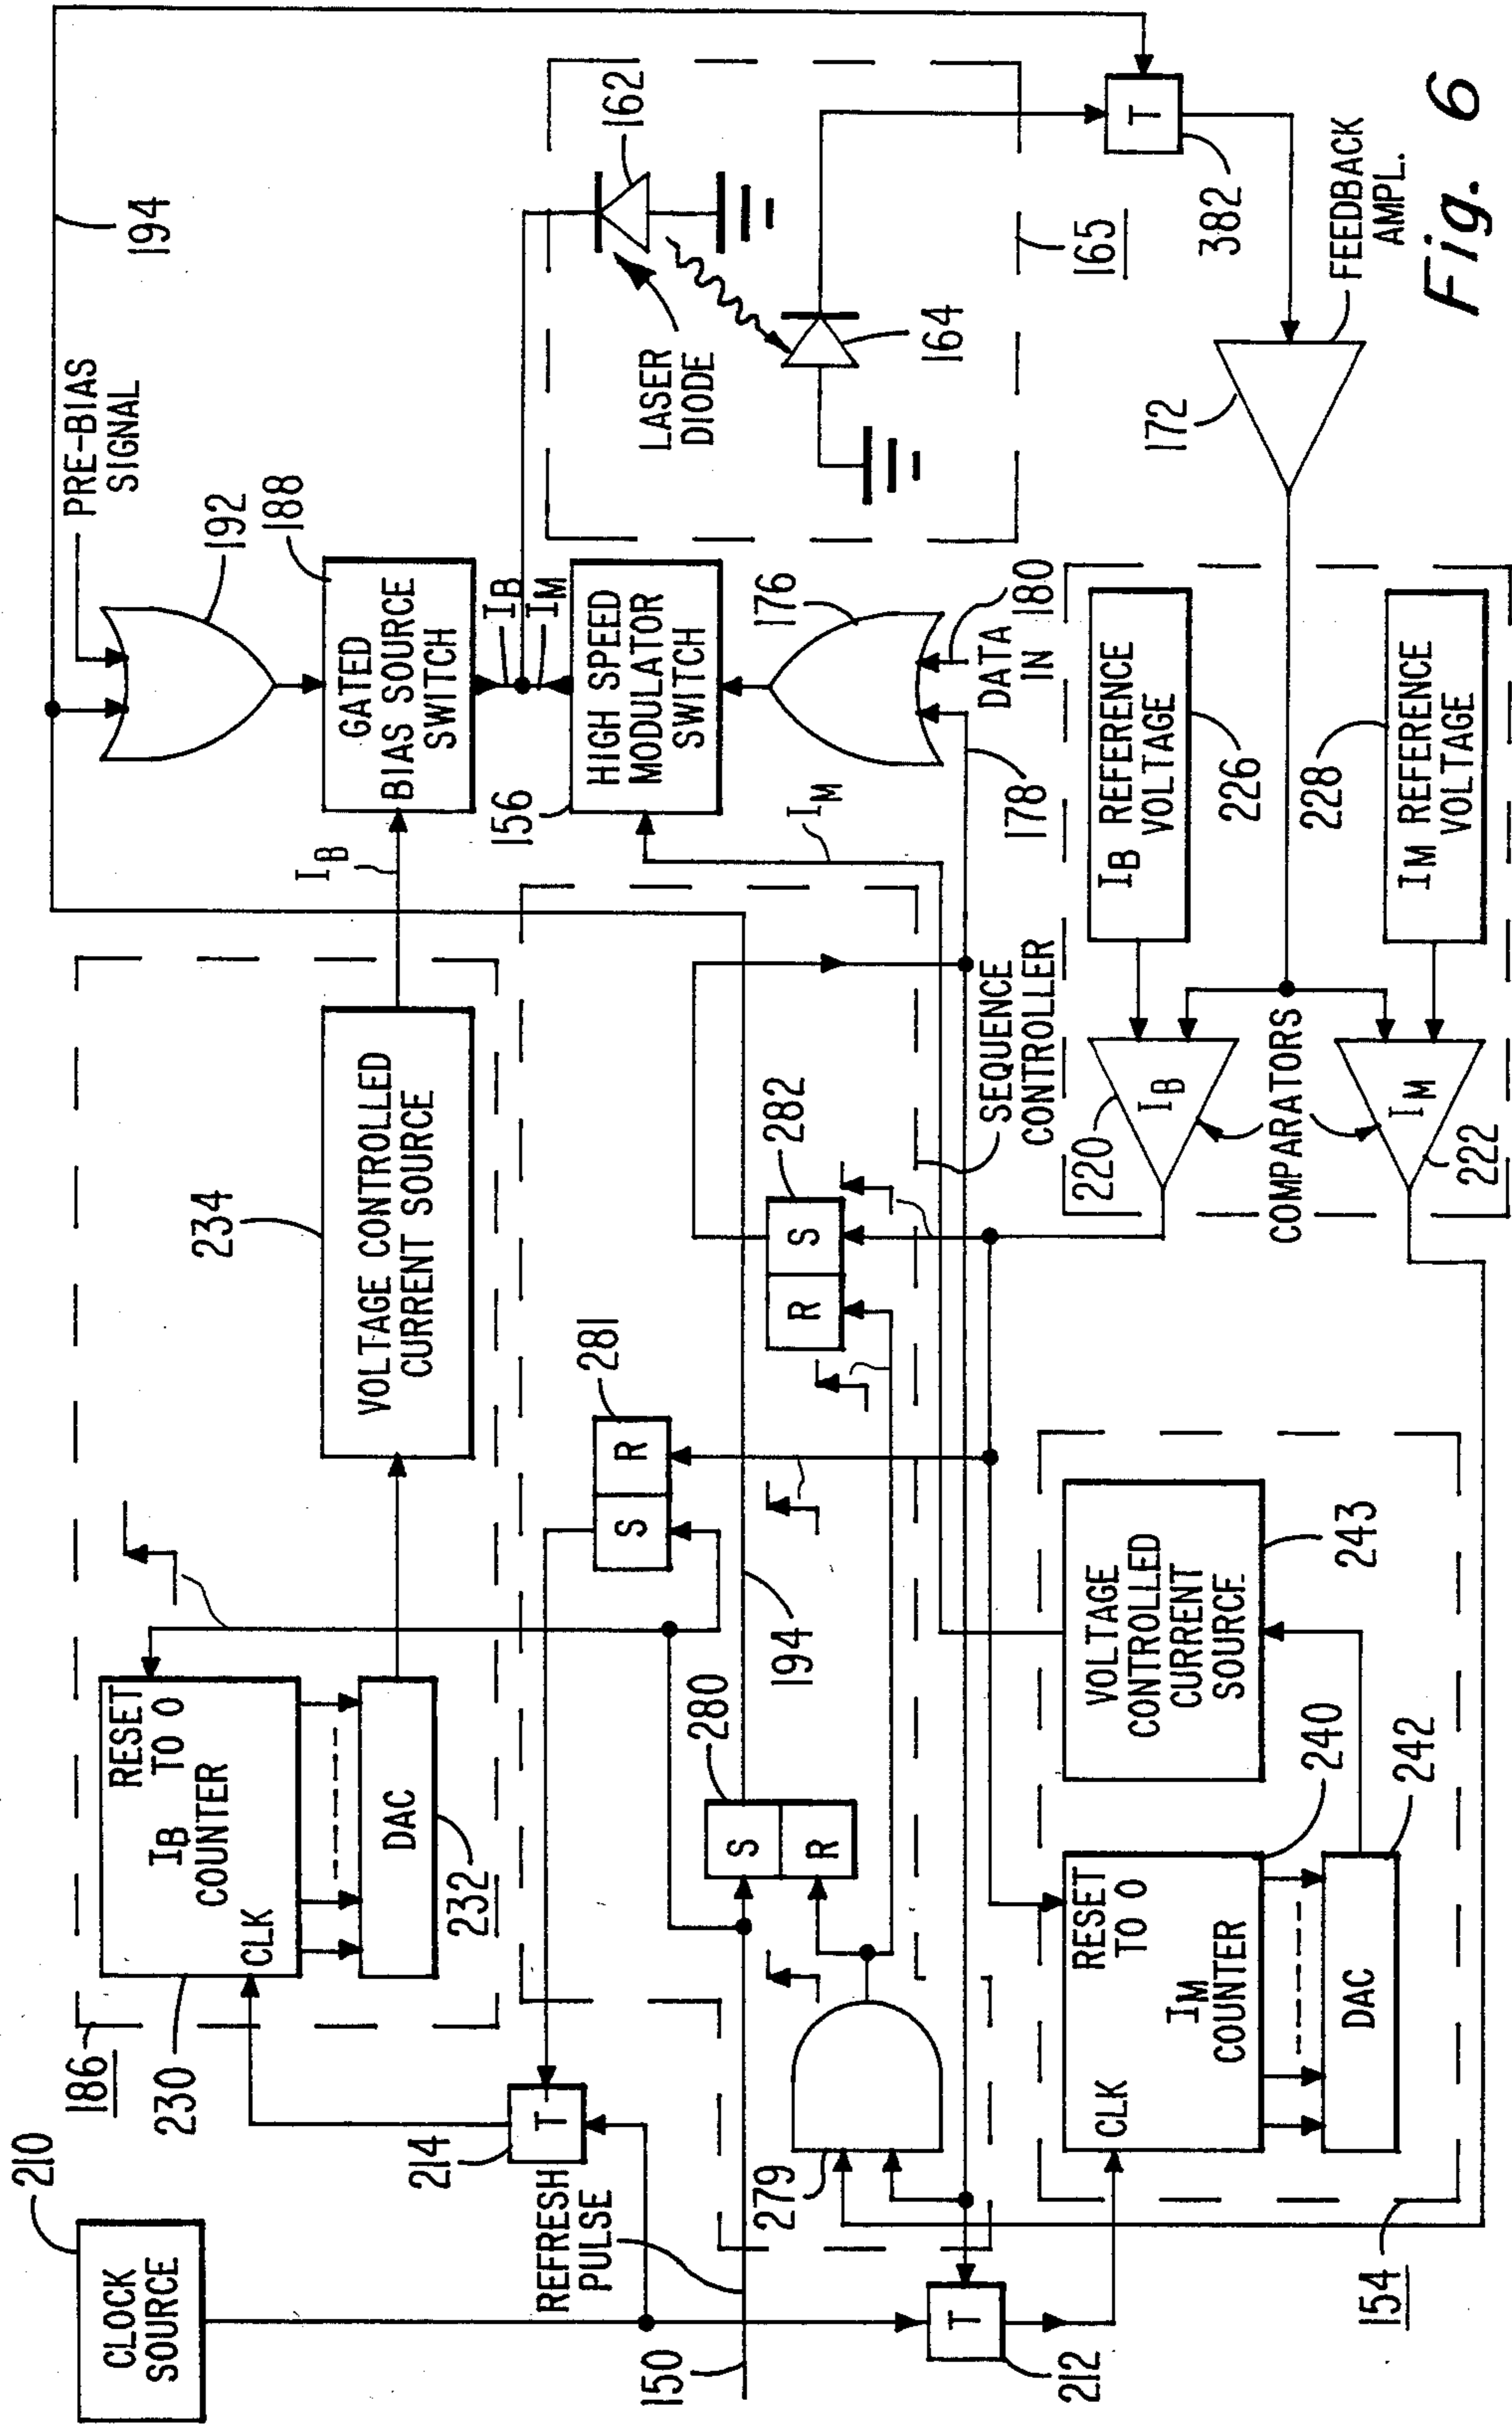 210
CLOCK
SOURCE
186
230
RESET
TO 0
IB
COUNTER
CLK
DAC
232
234
VOLTAGE CONTROLLED
CURRENT SOURCE
IB
PRE-BIAS
SIGNAL
194
192
188
GATED
BIAS SOURCE
SWITCH
IB
IM
156
HIGH SPEED
MODULATOR
SWITCH
IM
176
178
DATA
IN
180
LASER
DIODE
162
164
165
T
382
FEEDBACK
AMPL.
172
214
T
REFRESH
PULSE
150
T
212
279
S
R
280
194
S
R
281
R
S
282
SEQUENCE
CONTROLLER
IB REFERENCE
VOLTAGE
226
228
IM REFERENCE
VOLTAGE
220
IB
COMPARATORS
IM
222
154
CLK
RESET
TO 0
IM
COUNTER
240
DAC
242
VOLTAGE
CONTROLLED
CURRENT
SOURCE
243
Fig. 6